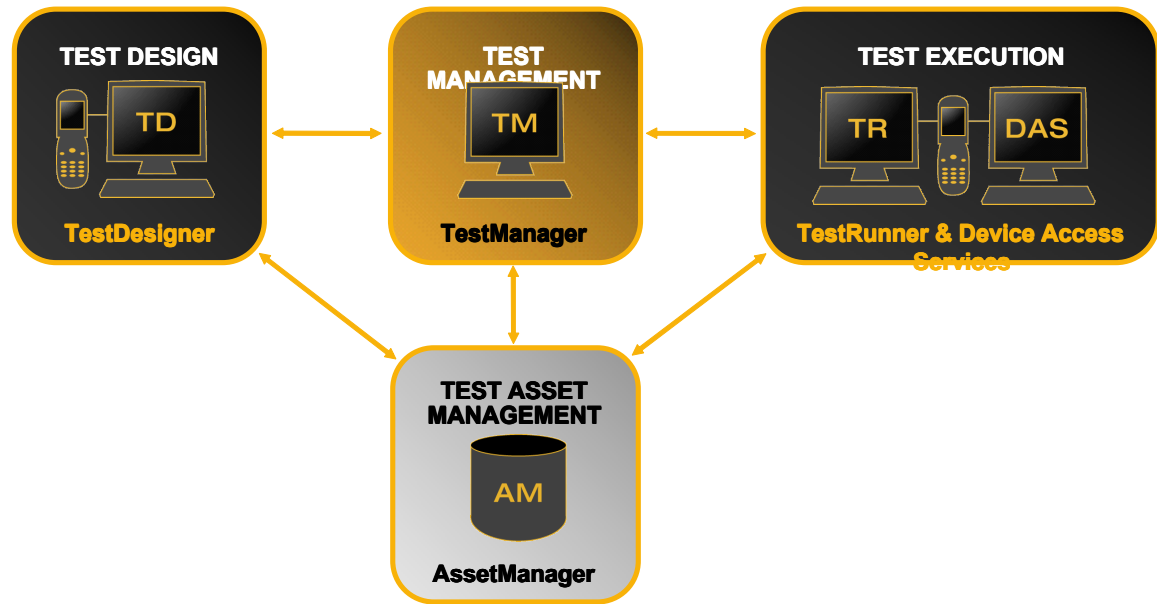 TEST DESIGN
TD
TestDesigner
TEST
MANAGEMENT
TM
TestManager
TEST EXECUTION
TR
DAS
TestRunner & Device Access
Services
TEST ASSET
MANAGEMENT
AM
AssetManager